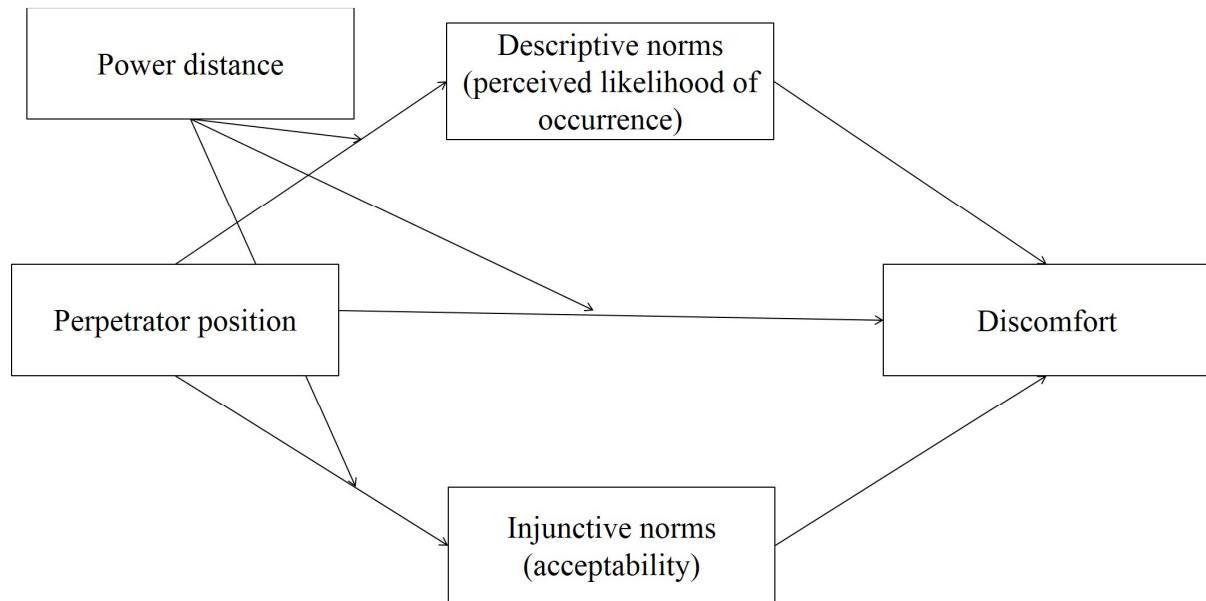 Power distance
Descriptive norms
(perceived likelihood of
occurrence)
Perpetrator position
Discomfort
Injunctive norms
(acceptability)